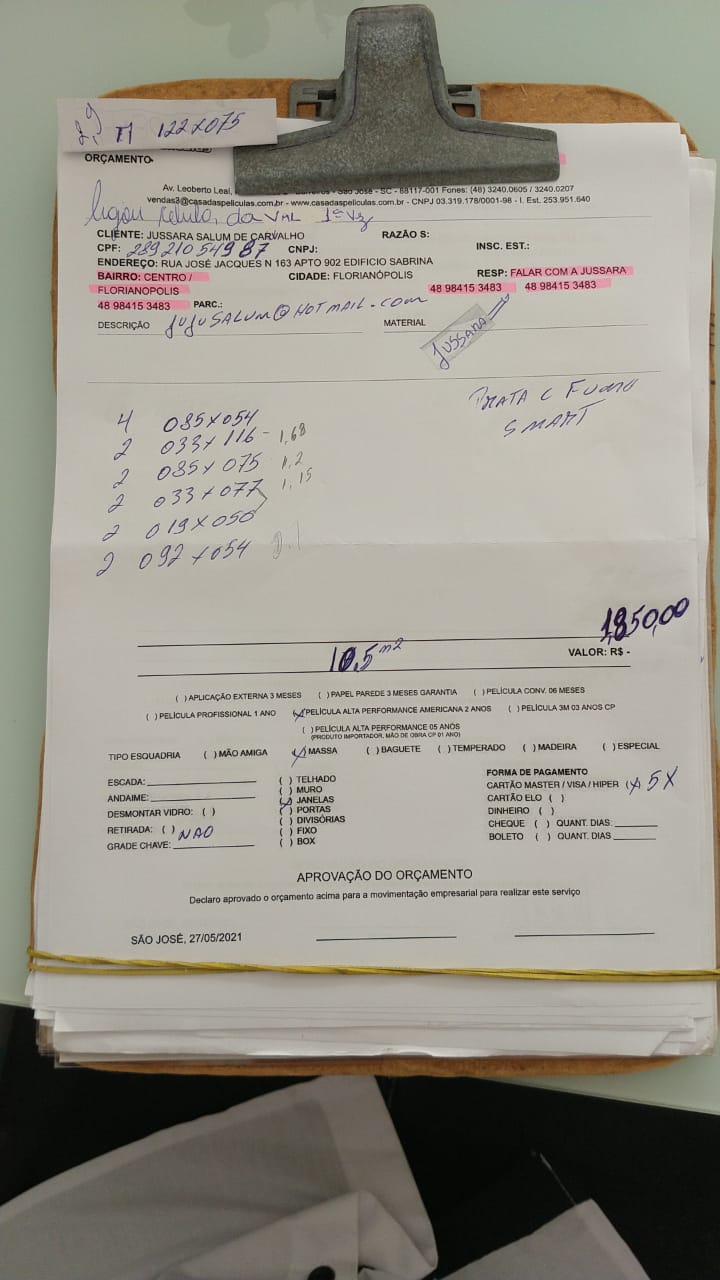 122x075
ORÇAMENTO
Av. Leoberto Leal, São José - SC - 88117-001 Fones: (48) 3240.0605 / 3240.0207
vendas3@casadaspeliculas.com.br - www.casadaspeliculas.com.br - CNPJ 03.319.178/0001-98 - I. Est. 253.951.640
ligou da 1ª Vez
CLIENTE: JUSSARA SALUM DE CARVALHO RAZÃO S:
CPF: 289210 549 87 CNPJ: INSC. EST.:
ENDEREÇO: RUA JOSÉ JACQUES N 163 APTO 902 EDIFICIO SABRINA
BAIRRO: CENTRO / CIDADE: FLORIANÓPOLIS RESP: FALAR COM A JUSSARA
FLORIANOPOLIS 48 98415 3483 48 98415 3483
48 98415 3483 PARC.:
DESCRIÇÃO JUJUSALUM@HOTMAIL.COM MATERIAL
JUSSARA
PRATA C FUMO
SMART
4 085x054
2 033x116 - 1,68
2 085x075 1,2
2 033x077 1,15
2 019x050
2 092x054
1850,00
10,5 m2 VALOR: R$ -
( ) APLICAÇÃO EXTERNA 3 MESES ( ) PAPEL PAREDE 3 MESES GARANTIA ( ) PELÍCULA CONV. 06 MESES
( ) PELÍCULA PROFISSIONAL 1 ANO (x) PELÍCULA ALTA PERFORMANCE AMERICANA 2 ANOS ( ) PELÍCULA 3M 03 ANOS CP
( ) PELÍCULA ALTA PERFORMANCE 05 ANOS
(PRODUTO IMPORTADOR, MÃO DE OBRA CP 01 ANO)
TIPO ESQUADRIA ( ) MÃO AMIGA (x) MASSA ( ) BAGUETE ( ) TEMPERADO ( ) MADEIRA ( ) ESPECIAL
ESCADA:
ANDAIME:
DESMONTAR VIDRO: ( )
RETIRADA: ( ) NAO
GRADE CHAVE:
( ) TELHADO
( ) MURO
(x) JANELAS
( ) PORTAS
( ) DIVISÓRIAS
( ) FIXO
( ) BOX
FORMA DE PAGAMENTO
CARTÃO MASTER / VISA / HIPER (x) 5X
CARTÃO ELO ( )
DINHEIRO ( )
CHEQUE ( ) QUANT. DIAS:
BOLETO ( ) QUANT. DIAS
APROVAÇÃO DO ORÇAMENTO
Declaro aprovado o orçamento acima para a movimentação empresarial para realizar este serviço
SÃO JOSÉ, 27/05/2021